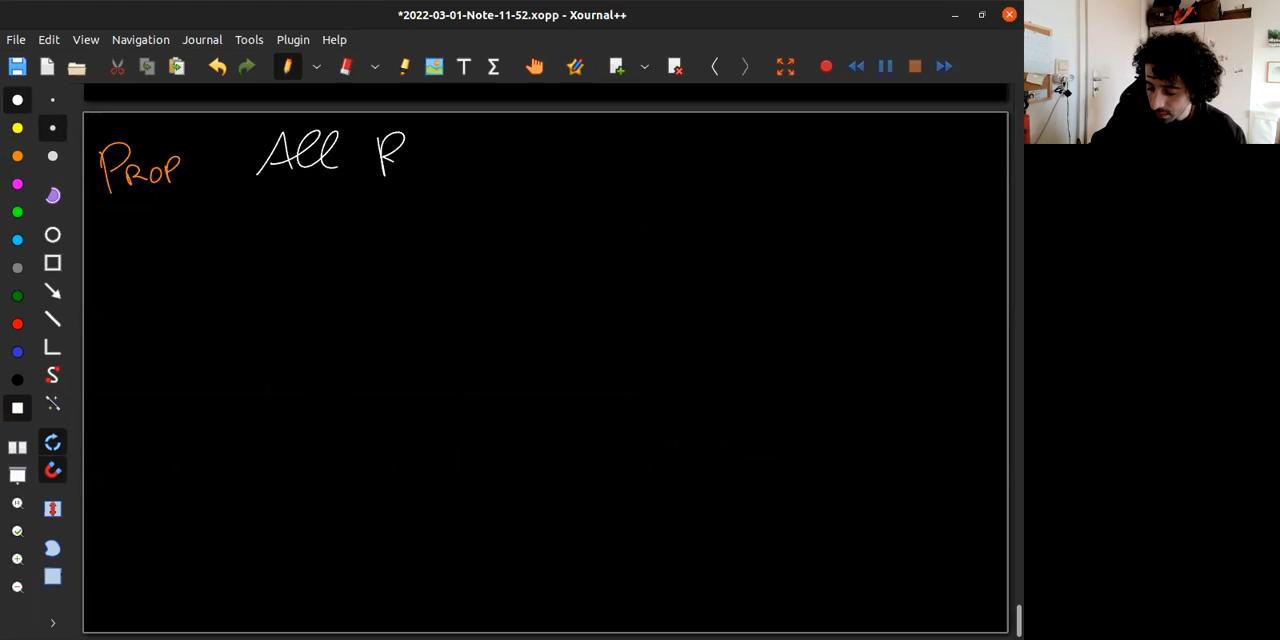 *2022-03-01-Note-11-52.xopp - Xournal++
File Edit View Navigation Journal Tools Plugin Help
PROP All R